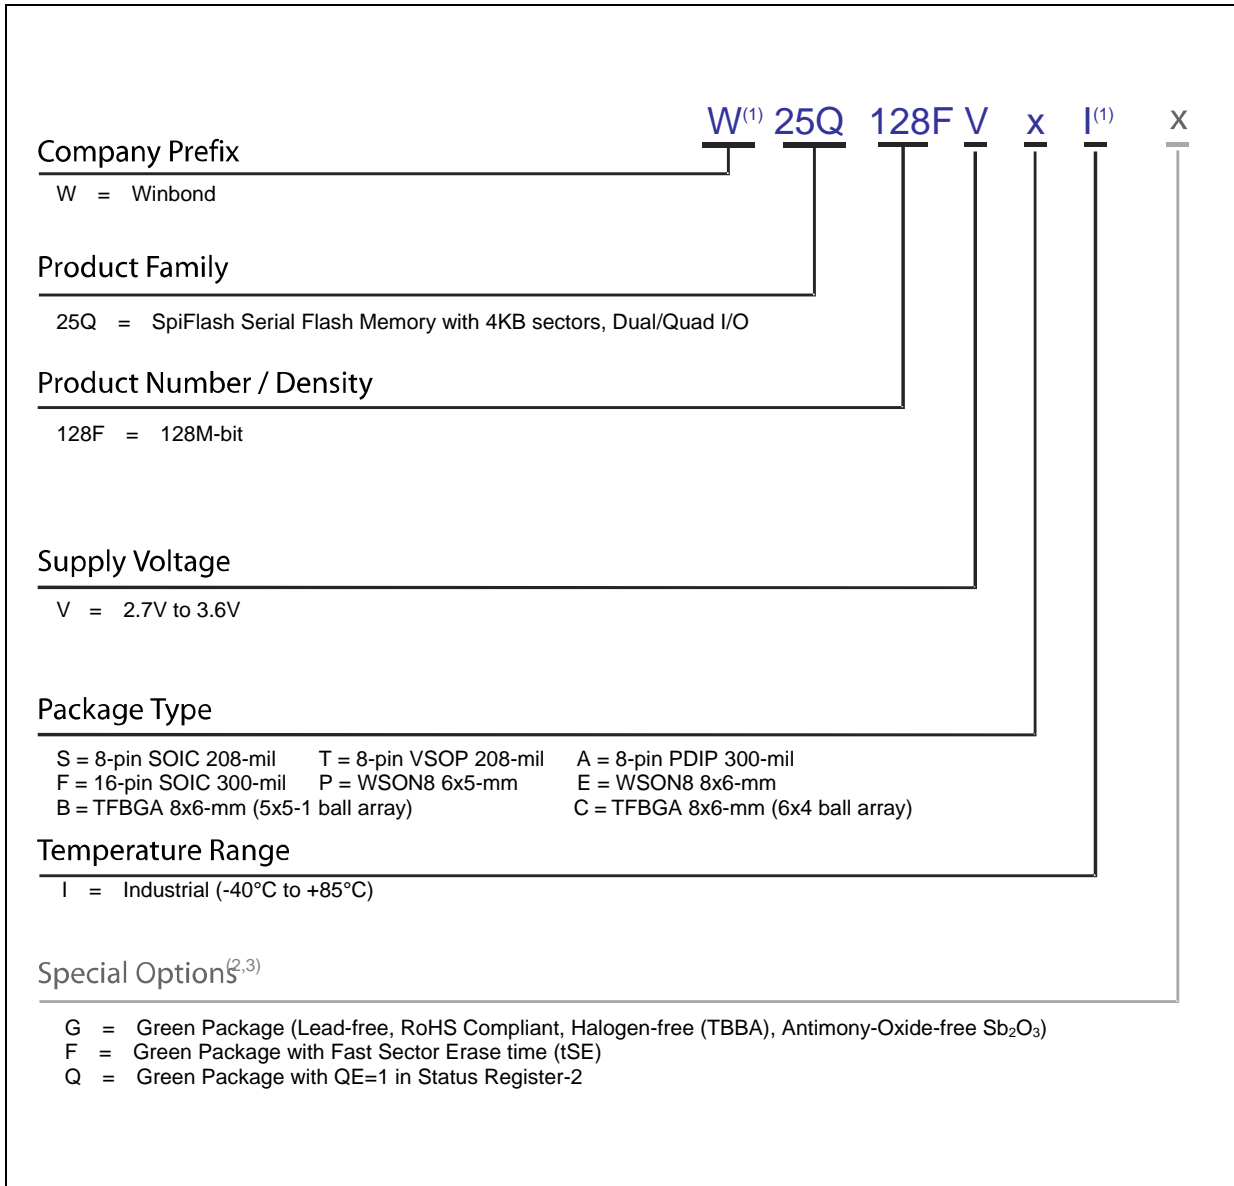 W(1) 25Q 128F V x I(1) x
Company Prefix
W = Winbond
Product Family
25Q = SpiFlash Serial Flash Memory with 4KB sectors, Dual/Quad I/O
Product Number / Density
128F = 128M-bit
Supply Voltage
V = 2.7V to 3.6V
Package Type
S = 8-pin SOIC 208-mil T = 8-pin VSOP 208-mil A = 8-pin PDIP 300-mil
F = 16-pin SOIC 300-mil P = WSON8 6x5-mm E = WSON8 8x6-mm
B = TFBGA 8x6-mm (5x5-1 ball array) C = TFBGA 8x6-mm (6x4 ball array)
Temperature Range
I = Industrial (-40°C to +85°C)
Special Options(2,3)
G = Green Package (Lead-free, RoHS Compliant, Halogen-free (TBBA), Antimony-Oxide-free Sb₂O₃)
F = Green Package with Fast Sector Erase time (tSE)
Q = Green Package with QE=1 in Status Register-2